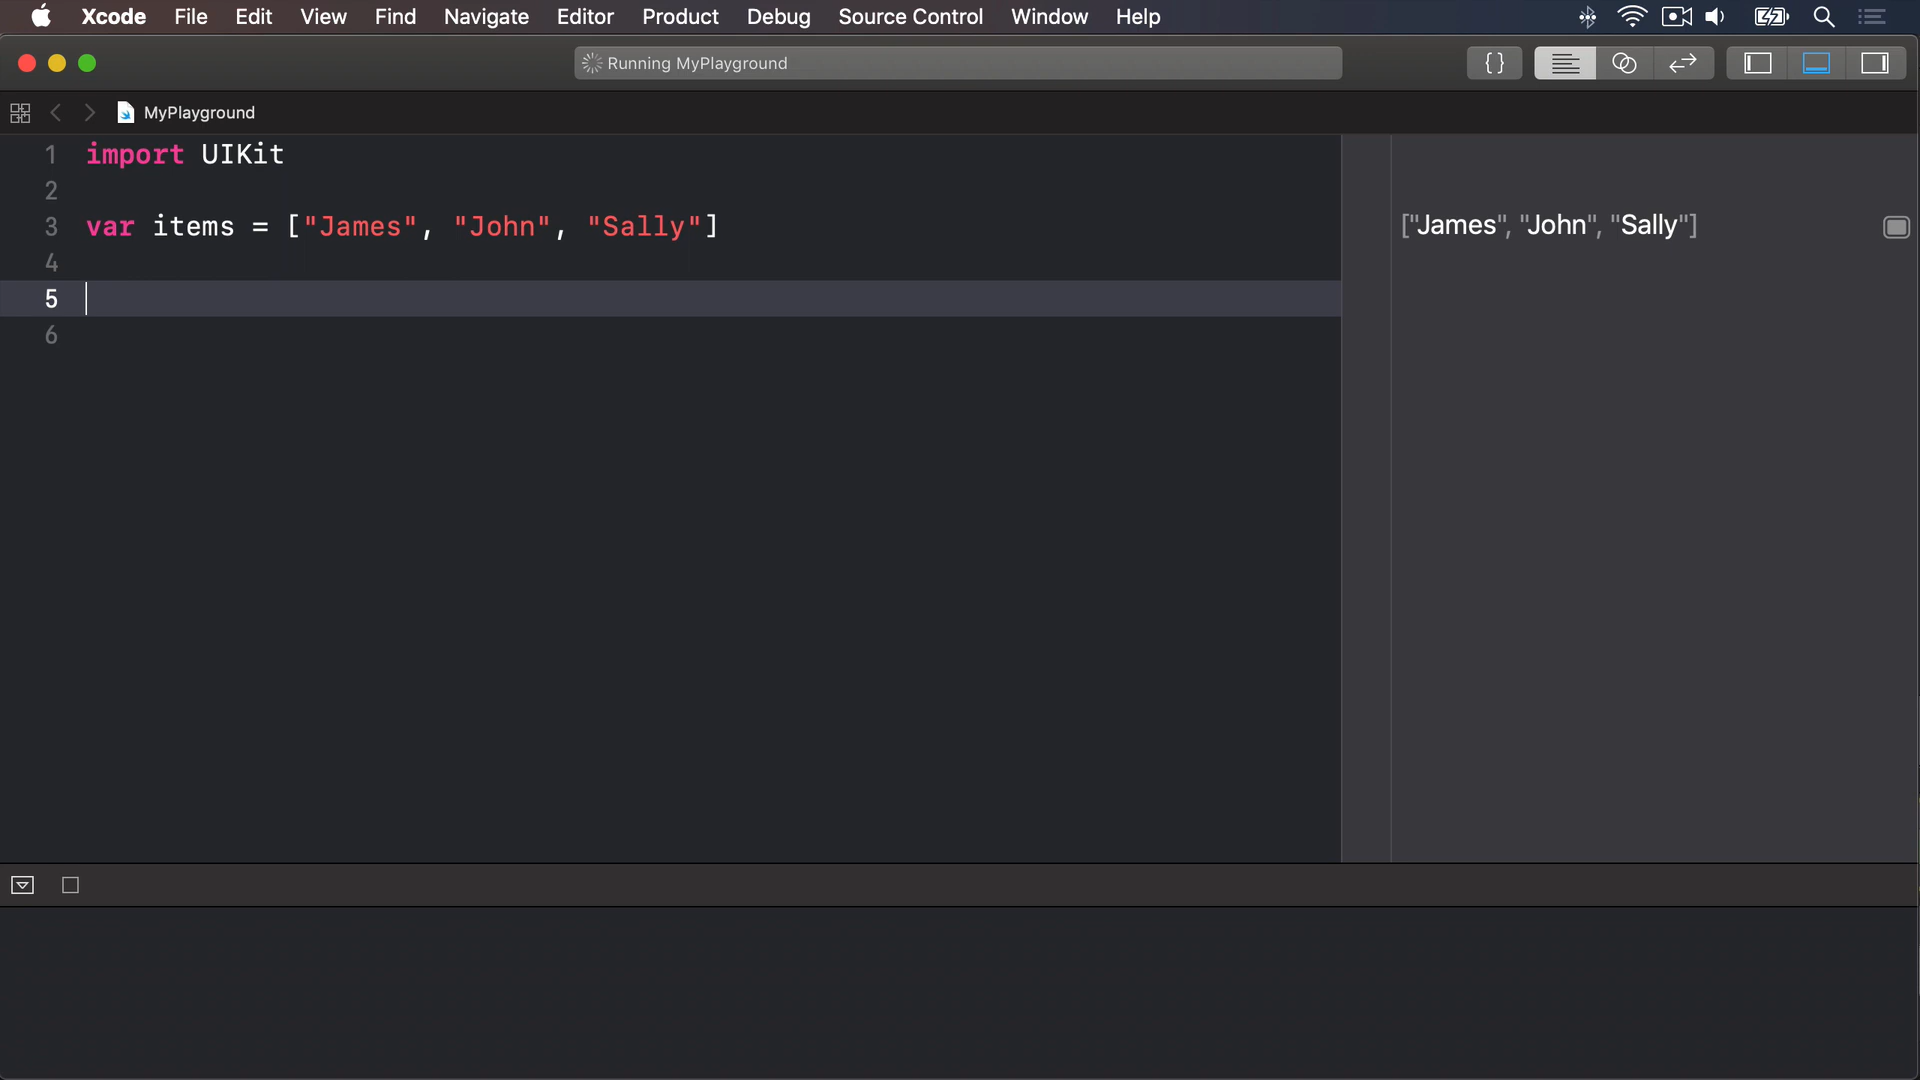 Xcode File Edit View Find Navigate Editor Product Debug Source Control Window Help
Running MyPlayground
{}
MyPlayground
1 import UIKit
2
3 var items = ["James", "John", "Sally"]
["James", "John", "Sally"]
4
5
6